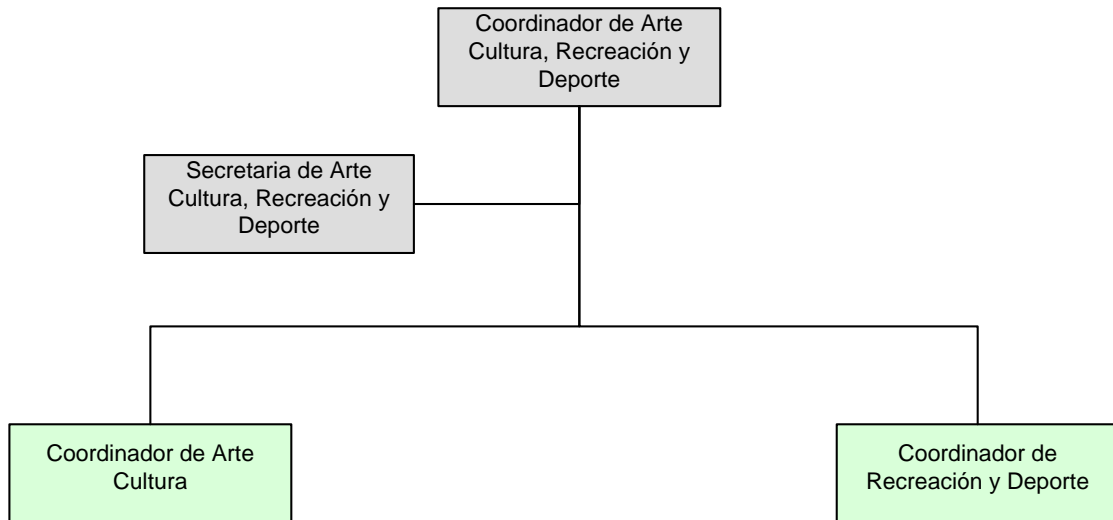 Coordinador de Arte
Cultura, Recreación y
Deporte
Secretaria de Arte
Cultura, Recreación y
Deporte
Coordinador de Arte
Cultura
Coordinador de
Recreación y Deporte